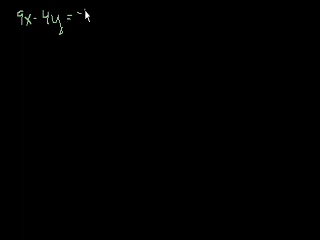 9x - 4y = -